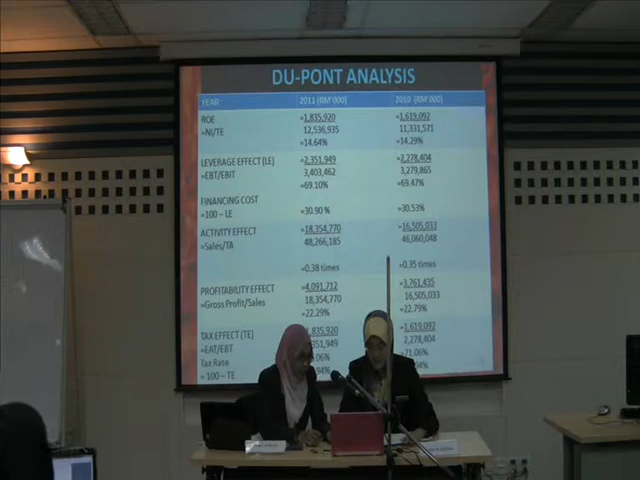 DU-PONT ANALYSIS
YEAR 2011 (RM'000) 2010 (RM'000)
ROE =1,835,920 =1,619,092
=NI/TE 12,536,935 11,331,571
=14.64% =14.29%
LEVERAGE EFFECT (LE) =2,351,949 =2,278,404
=EBT/EBIT 3,403,462 3,279,865
=69.10% =69.47%
FINANCING COST
=100 – LE =30.90 % =30.53%
ACTIVITY EFFECT =18,354,770 =16,505,033
=Sales/TA 48,266,185 46,060,048
=0.38 times =0.35 times
PROFITABILITY EFFECT =4,091,712 =3,761,435
=Gross Profit/Sales 18,354,770 16,505,033
=22.29% =22.79%
TAX EFFECT (TE) 1,835,920 =1,619,092
=EAT/EBT 351,949 2,278,404
Tax Rate .06% =71.06%
= 100 –TE